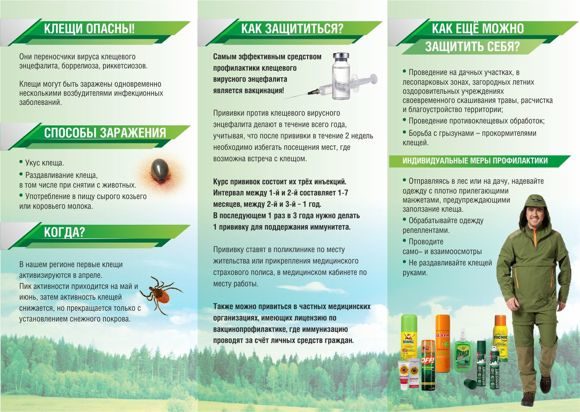 КЛЕЩИ ОПАСНЫ!
Они переносчики вируса клещевого
энцефалита, боррелиоза, риккетсиозов.
Клещи могут быть заражены одновременно
несколькими возбудителями инфекционных
заболеваний.
СПОСОБЫ ЗАРАЖЕНИЯ
• Укус клеща.
• Раздавливание клеща,
в том числе при снятии с животных.
• Употребление в пищу сырого козьего
или коровьего молока.
КОГДА?
В нашем регионе первые клещи
активизируются в апреле.
Пик активности приходится на май и
июнь, затем активность клещей
снижается, но прекращается только с
установлением снежного покрова.
КАК ЗАЩИТИТЬСЯ?
Самым эффективным средством
профилактики клещевого
вирусного энцефалита
является вакцинация!
Прививки против клещевого вирусного
энцефалита делают в течение всего года,
учитывая, что после прививки в течение 2 недель
необходимо избегать посещения мест, где
возможна встреча с клещом.
Курс прививок состоит их трёх инъекций.
Интервал между 1-й и 2-й составляет 1-7
месяцев, между 2-й и 3-й - 1 год.
В последующем 1 раз в 3 года нужно делать
1 прививку для поддержания иммунитета.
Прививку ставят в поликлинике по месту
жительства или прикрепления медицинского
страхового полиса, в медицинском кабинете по
месту работы.
Также можно привиться в частных медицинских
организациях, имеющих лицензию по
вакцинопрофилактике, где иммунизацию
проводят за счёт личных средств граждан.
КАК ЕЩЁ МОЖНО
ЗАЩИТИТЬ СЕБЯ?
• Проведение на дачных участках, в
лесопарковых зонах, загородных летних
оздоровительных учреждениях
своевременного скашивания травы, расчистка
и благоустройство территории;
• Проведение противоклещевых обработок;
• Борьба с грызунами – прокормителями
клещей.
ИНДИВИДУАЛЬНЫЕ МЕРЫ ПРОФИЛАКТИКИ
• Отправляясь в лес или на дачу, надевайте
одежду с плотно прилегающими
манжетами, предупреждающими
заползание клеща.
• Обрабатывайте одежду
репеллентами.
• Проводите
само– и взаимоосмотры
• Не раздавливайте клещей
руками.
OFF!